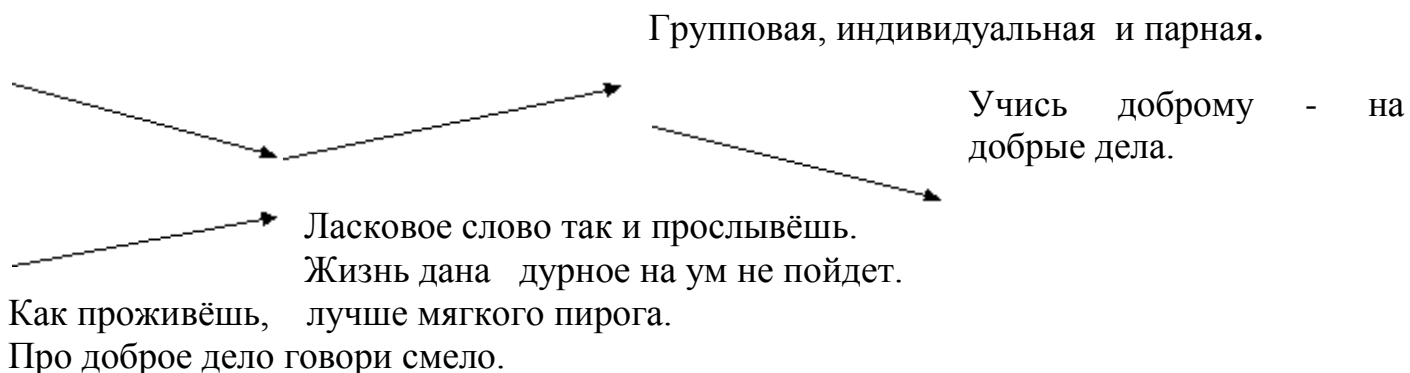 Групповая, индивидуальная и парная.
Учись доброму - на
добрые дела.
Ласковое слово так и прослывёшь.
Жизнь дана дурное на ум не пойдет.
Как проживёшь, лучше мягкого пирога.
Про доброе дело говори смело.